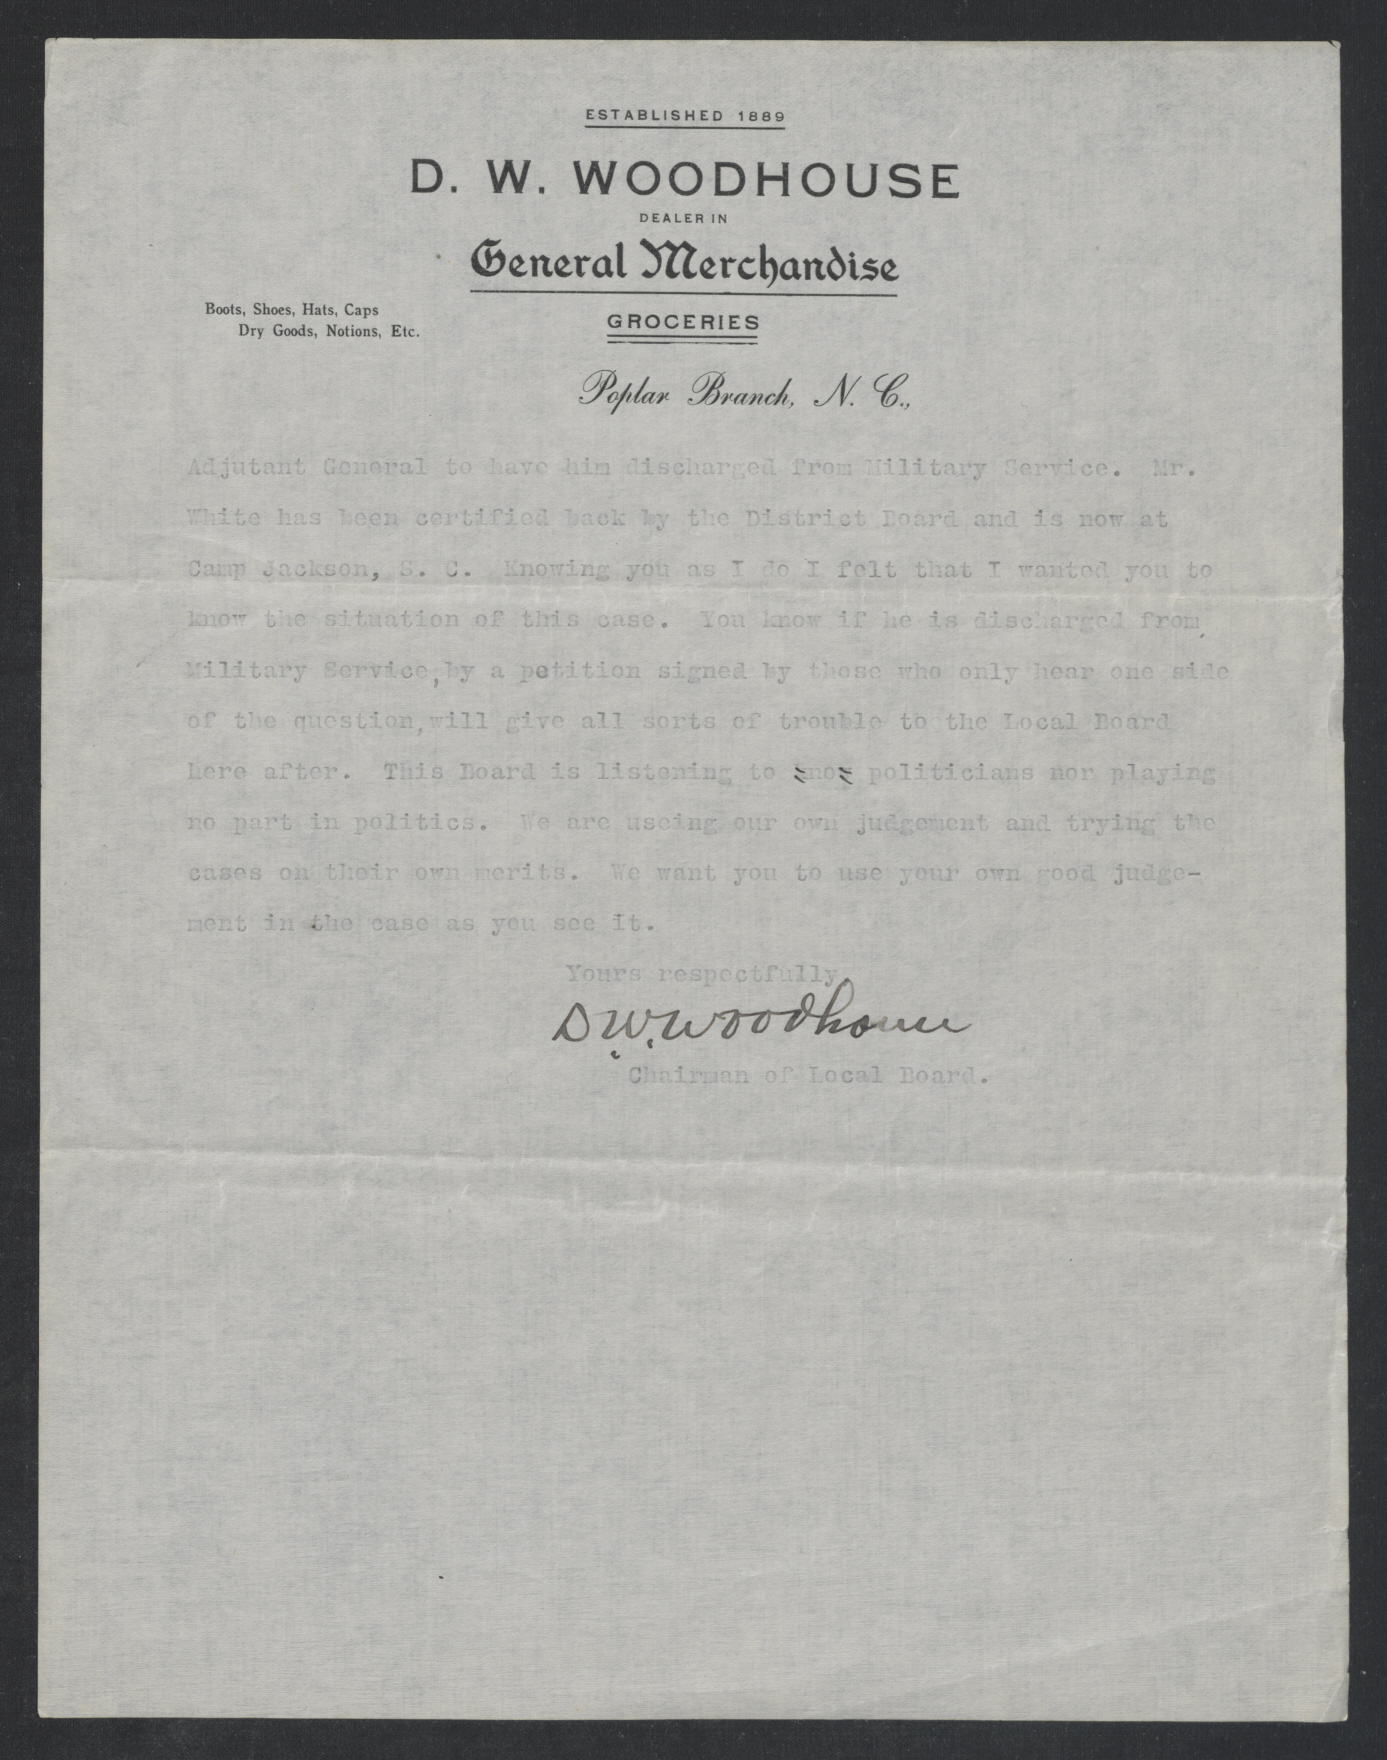 ESTABLISHED 1889
D. W. WOODHOUSE
DEALER IN
General Merchandise
Boots, Shoes, Hats, Caps
Dry Goods, Notions, Etc.
GROCERIES
Poplar Branch, N. C.,
Adjutant General to have him discharged from Military Service.  Mr.
White has been certified back by the District Board and is now at
Camp Jackson, S. C.  Knowing you as I do I felt that I wanted you to
know the situation of this case.  You know if he is discharged from
Military Service,by a petition signed by those who only hear one side
of the question,will give all sorts of trouble to the Local Board
here after.  This Board is listening to no politicians nor playing
no part in politics.  We are useing our own judgement and trying the
cases on their own merits.  We want you to use your own good judge-
ment in the case as you see it.
Yours respectfully,
D.W.Woodhouse
Chairman of Local Board.